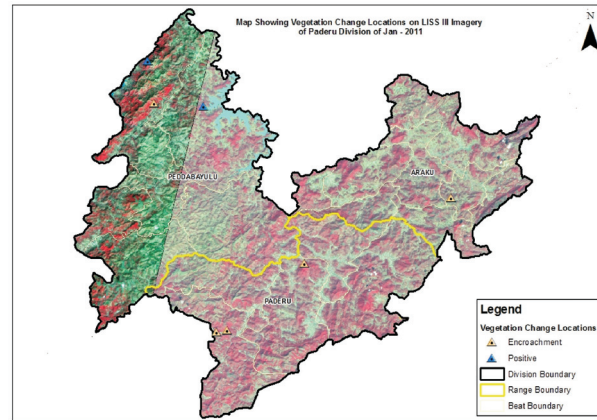 Map Showing Vegetation Change Locations on LISS III Imagery
of Paderu Division of Jan - 2011
N
PEDDABAYULU
ARAKU
PADERU
Legend
Vegetation Change Locations
Encroachment
Positive
Division Boundary
Range Boundary
Beat Boundary